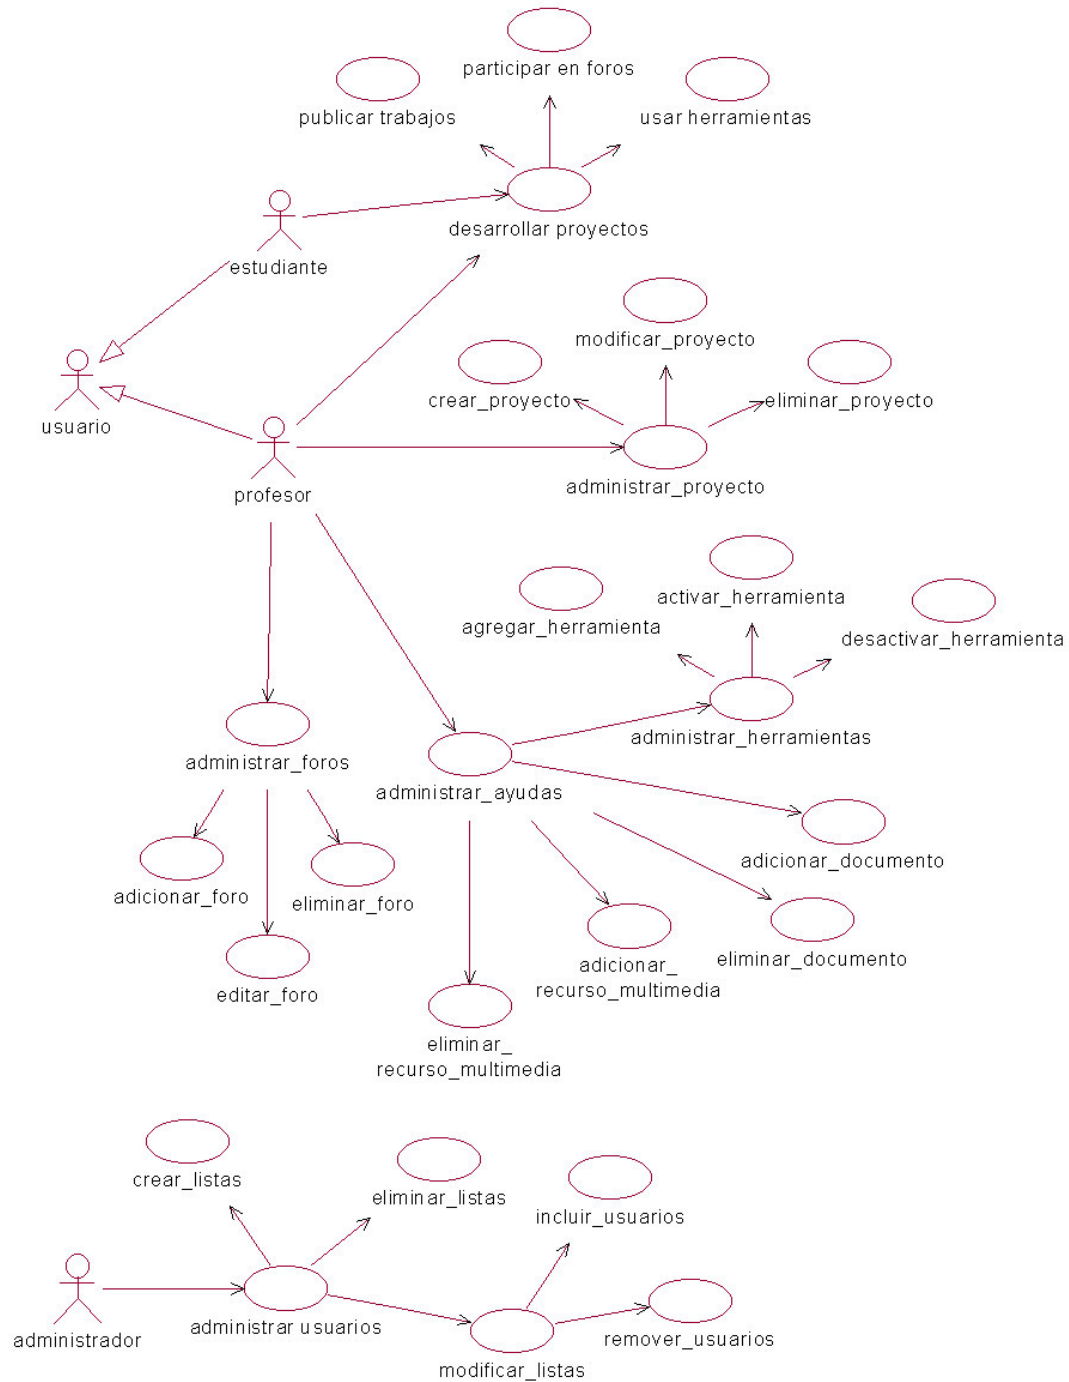 participar en foros
publicar trabajos
usar herramientas
desarrollar proyectos
estudiante
modificar_proyecto
crear_proyecto
eliminar_proyecto
usuario
administrar_proyecto
profesor
activar_herramienta
agregar_herramienta
desactivar_herramienta
administrar_herramientas
administrar_foros
administrar_ayudas
adicionar_documento
adicionar_foro
eliminar_foro
eliminar_documento
adicionar_
recurso_multimedia
editar_foro
eliminar_
recurso_multimedia
crear_listas
eliminar_listas
incluir_usuarios
administrador
administrar usuarios
remover_usuarios
modificar_listas